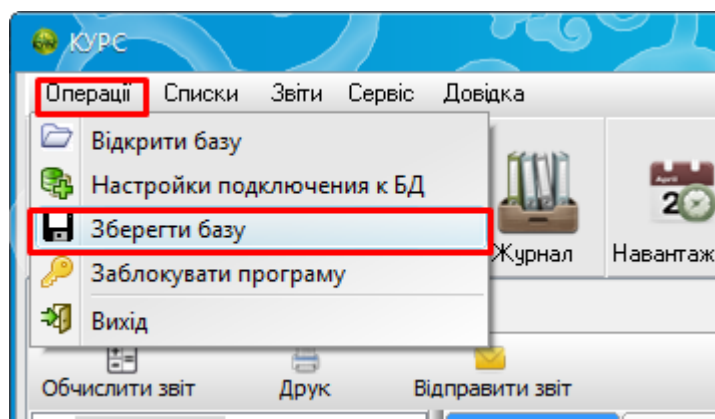 КУРС
Операції Списки Звіти Сервіс Довідка
Відкрити базу
Настройки подключения к БД
Зберегти базу
Заблокувати програму
Вихід
April
Журнал
Обчислити звіт Друк Відправити звіт